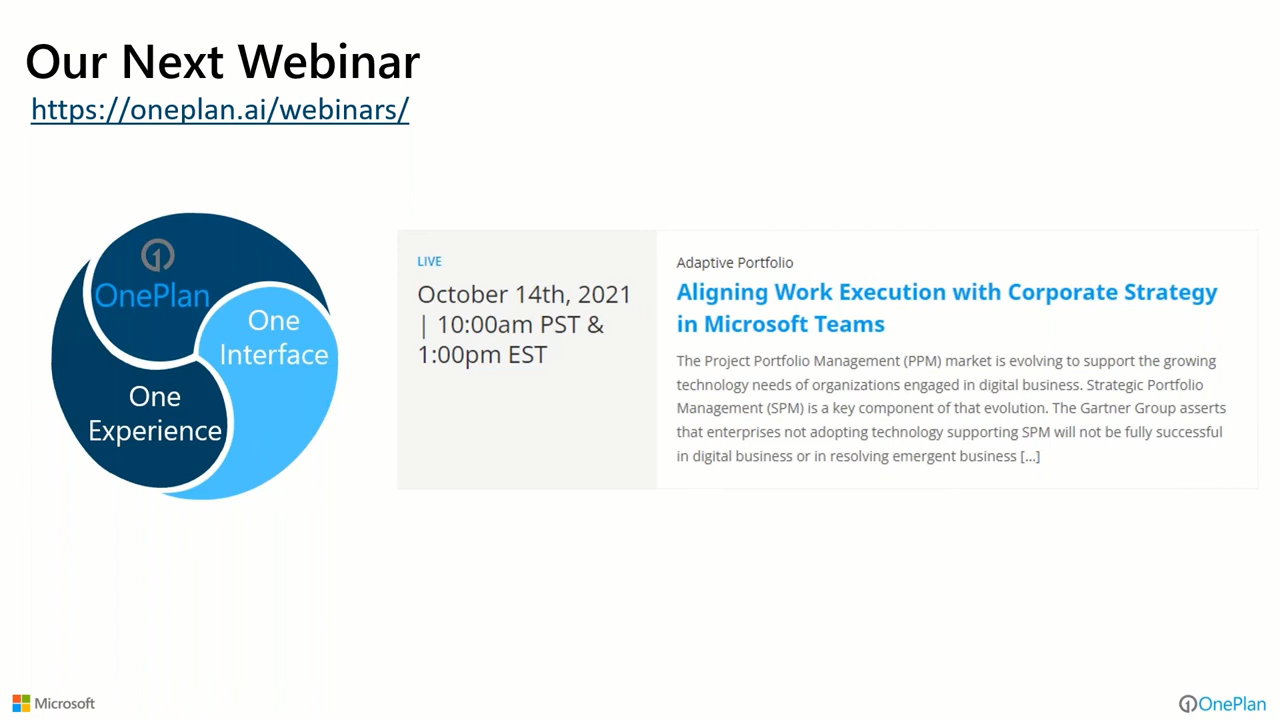 Our Next Webinar
https://oneplan.ai/webinars/
OnePlan
One
Interface
One
Experience
LIVE
October 14th, 2021
| 10:00am PST &
1:00pm EST
Adaptive Portfolio
Aligning Work Execution with Corporate Strategy
in Microsoft Teams
The Project Portfolio Management (PPM) market is evolving to support the growing
technology needs of organizations engaged in digital business. Strategic Portfolio
Management (SPM) is a key component of that evolution. The Gartner Group asserts
that enterprises not adopting technology supporting SPM will not be fully successful
in digital business or in resolving emergent business [...]
Microsoft
OnePlan